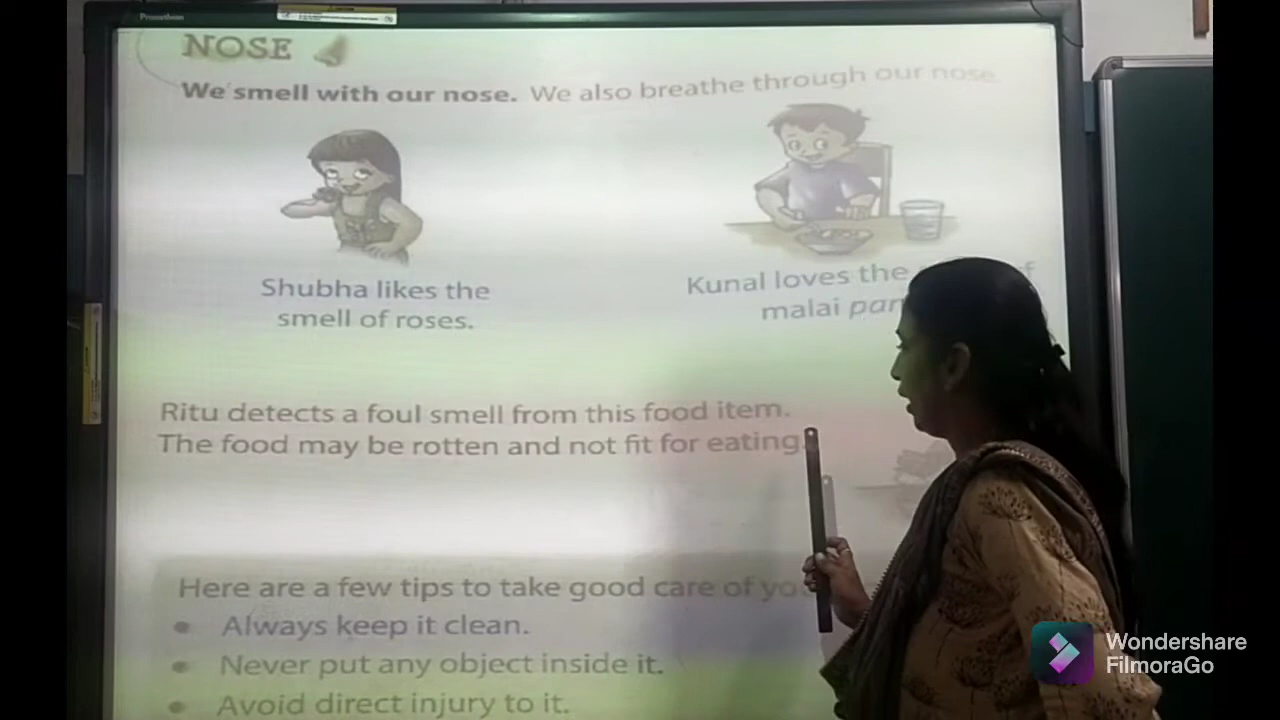 Promethean
NOSE
We smell with our nose. We also breathe through our nose
Shubha likes the
smell of roses.
Kunal loves the
malai
Ritu detects a foul smell from this food item.
The food may be rotten and not fit for eating.
Here are a few tips to take good care of
Always keep it clean.
Never put any object inside it.
Avoid direct injury to it.
Wondershare
FilmoraGo